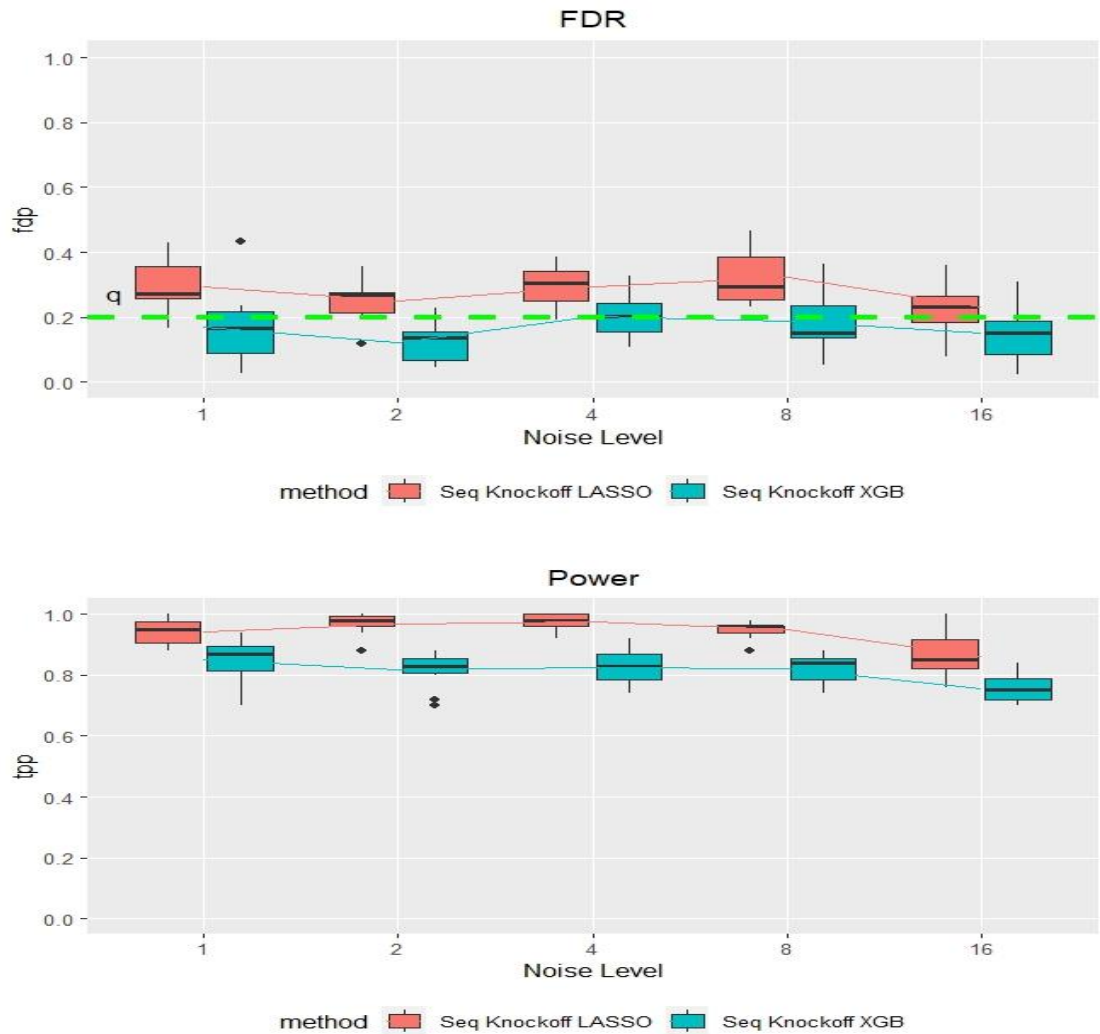 FDR
1.0
0.8
0.6
0.4
q
0.2
0.0
fdp
1 2 4 8 16
Noise Level
method Seq Knockoff LASSO Seq Knockoff XGB
Power
1.0
0.8
0.6
0.4
0.2
0.0
tpp
1 2 4 8 16
Noise Level
method Seq Knockoff LASSO Seq Knockoff XGB